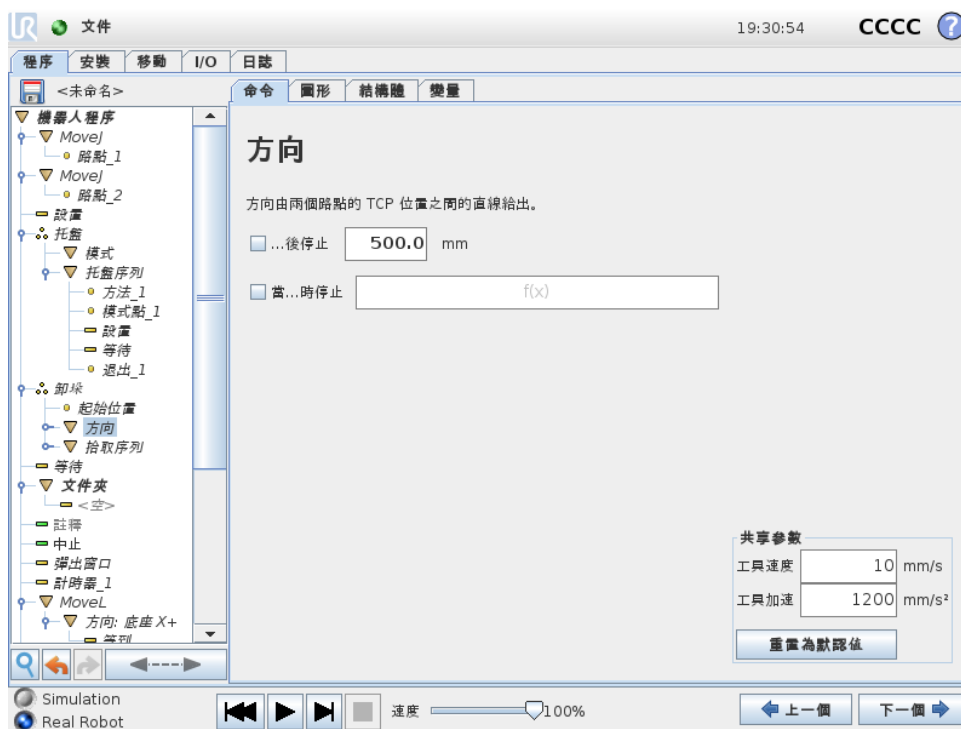 UR 文件 19:30:54 CCCC ?
程序 安裝 移動 I/O 日誌
<未命名> 命令 圖形 結構體 變量
機器人程序
MoveJ
路點_1
MoveJ
路點_2
設置
托盤
模式
托盤序列
方法_1
模式點_1
設置
等待
退出_1
卸垛
起始位置
方向
拾取序列
等待
文件夾
<空>
註釋
中止
彈出窗口
計時器_1
MoveL
方向: 底座 X+
等到
方向
方向由兩個路點的 TCP 位置之間的直線給出。
...後停止 500.0 mm
當...時停止 f(x)
共享參數
工具速度 10 mm/s
工具加速 1200 mm/s²
重置為默認值
Simulation
Real Robot
速度 100%
上一個 下一個